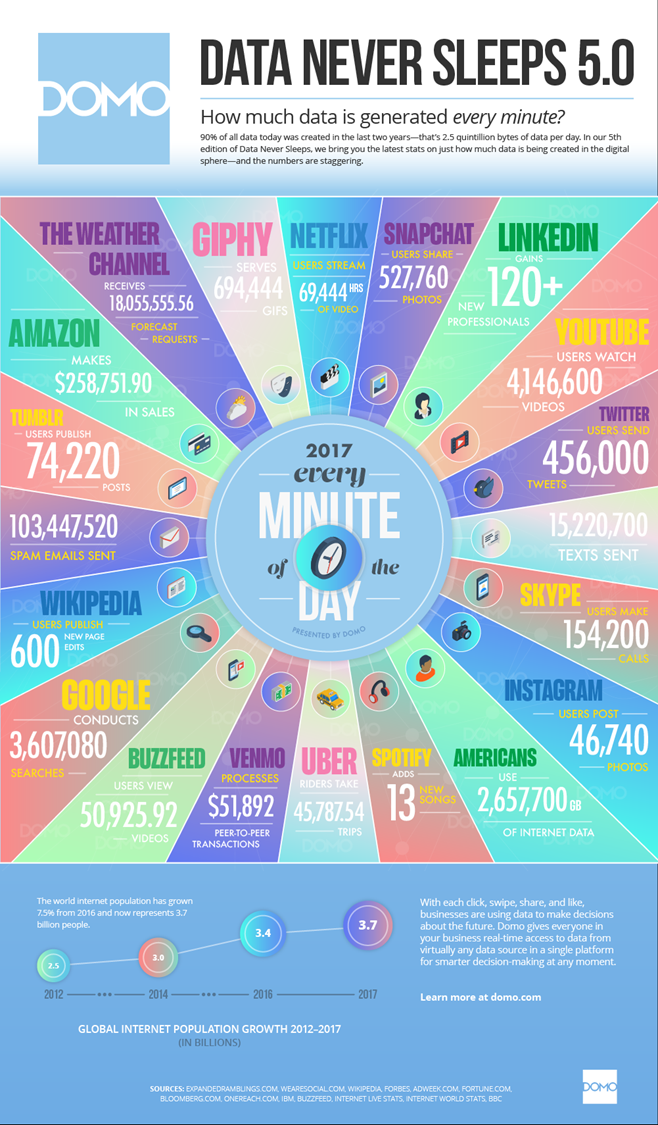 DOMO
DATA NEVER SLEEPS 5.0
How much data is generated every minute?
90% of all data today was created in the last two years—that's 2.5 quintillion bytes of data per day. In our 5th
edition of Data Never Sleeps, we bring you the latest stats on just how much data is being created in the digital
sphere—and the numbers are staggering.
THE WEATHER
CHANNEL
RECEIVES
18,055,555.56
FORECAST
REQUESTS
GIPHY
SERVES
694,444
GIFS
NETFLIX
USERS STREAM
69,444 HRS
OF VIDEO
SNAPCHAT
USERS SHARE
527,760
PHOTOS
LINKEDIN
GAINS
NEW 120+
PROFESSIONALS
AMAZON
MAKES
$258,751.90
IN SALES
YOUTUBE
USERS WATCH
4,146,600
VIDEOS
TUMBLR
USERS PUBLISH
74,220
POSTS
TWITTER
USERS SEND
456,000
TWEETS
103,447,520
SPAM EMAILS SENT
15,220,700
TEXTS SENT
2017
every
MINUTE
of the
DAY
PRESENTED BY DOMO
WIKIPEDIA
USERS PUBLISH
600 NEW PAGE
EDITS
SKYPE
USERS MAKE
154,200
CALLS
GOOGLE
CONDUCTS
3,607,080
SEARCHES
INSTAGRAM
USERS POST
46,740
PHOTOS
BUZZFEED
USERS VIEW
50,925.92
VIDEOS
VENMO
PROCESSES
$51,892
PEER-TO-PEER
TRANSACTIONS
UBER
RIDERS TAKE
45,787.54
TRIPS
SPOTIFY
ADDS
13 NEW
SONGS
AMERICANS
USE
2,657,700 GB
OF INTERNET DATA
The world internet population has grown
7.5% from 2016 and now represents 3.7
billion people.
2.5
3.0
3.4
3.7
2012 2014 2016 2017
GLOBAL INTERNET POPULATION GROWTH 2012–2017
(IN BILLIONS)
With each click, swipe, share, and like,
businesses are using data to make decisions
about the future. Domo gives everyone in
your business real-time access to data from
virtually any data source in a single platform
for smarter decision-making at any moment.
Learn more at domo.com
SOURCES: EXPANDEDRAMBLINGS.COM, WEARESOCIAL.COM, WIKIPEDIA, FORBES, ADWEEK.COM, FORTUNE.COM,
BLOOMBERG.COM, ONEREACH.COM, IBM, BUZZFEED, INTERNET LIVE STATS, INTERNET WORLD STATS, BBC
DOMO